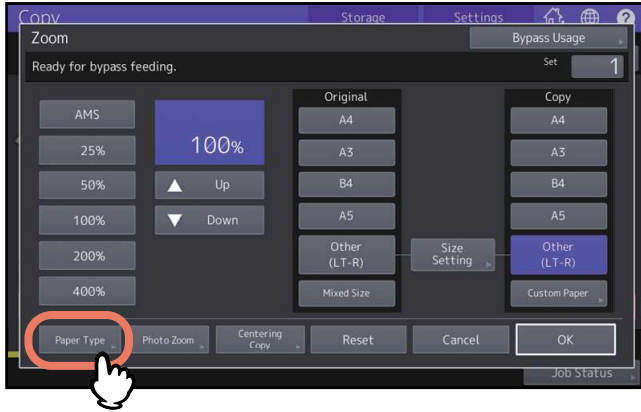 Copy
Storage
Settings
?
Zoom
Bypass Usage
Ready for bypass feeding.
Set
1
Original
Copy
AMS
25%
50%
100%
200%
400%
100%
Up
Down
A4
A3
B4
A5
Other
(LT-R)
Mixed Size
Size
Setting
A4
A3
B4
A5
Other
(LT-R)
Custom Paper
Paper Type
Photo Zoom
Centering
Copy
Reset
Cancel
OK
Job Status